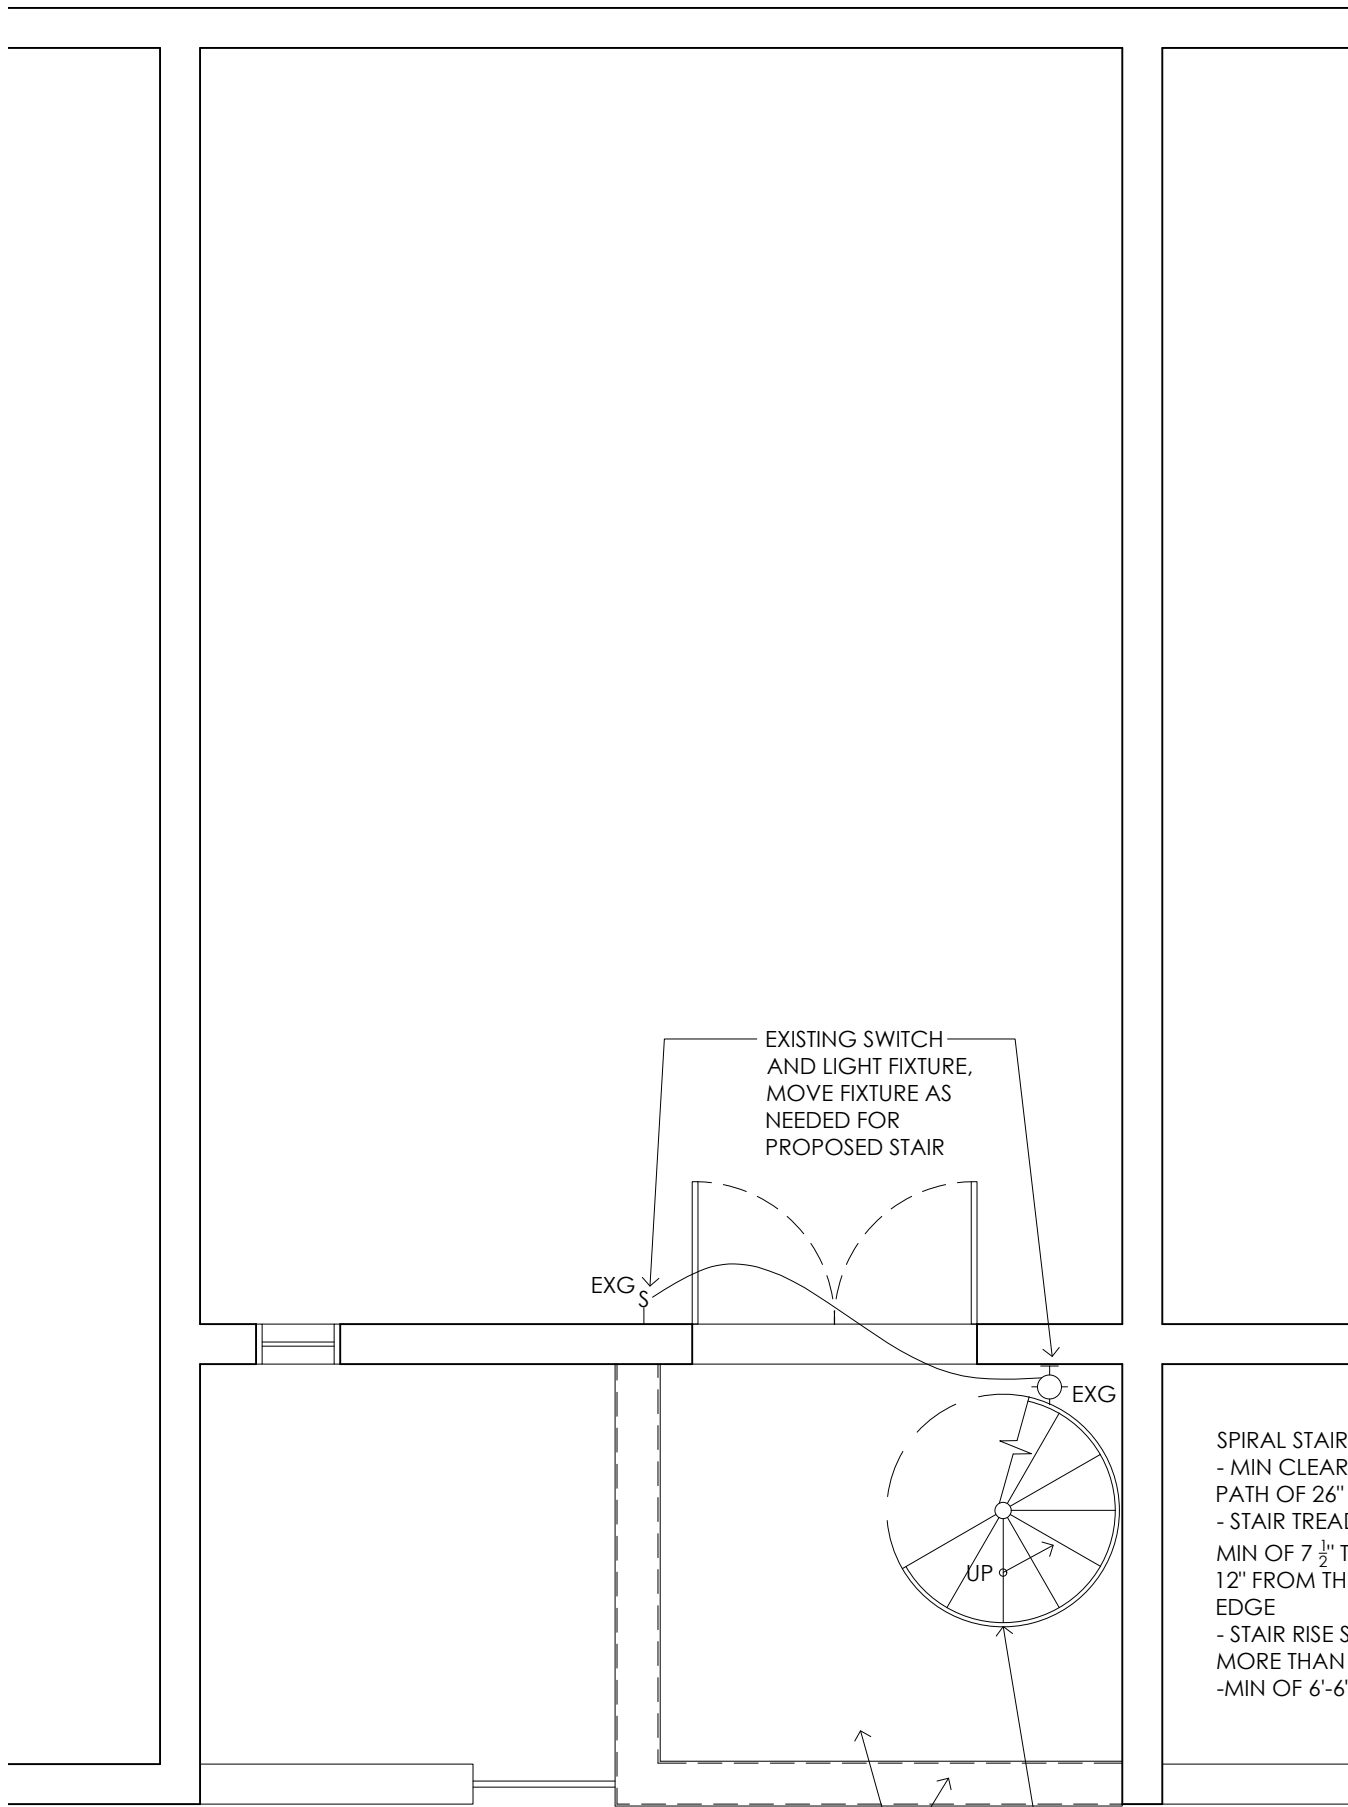 EXISTING SWITCH
AND LIGHT FIXTURE,
MOVE FIXTURE AS
NEEDED FOR
PROPOSED STAIR
EXG
S
EXG
UP
SPIRAL STAIR
- MIN CLEAR
PATH OF 26"
- STAIR TREAD
MIN OF 7 1/2"
12" FROM
EDGE
- STAIR RISE
MORE THAN
-MIN OF 6'-6"